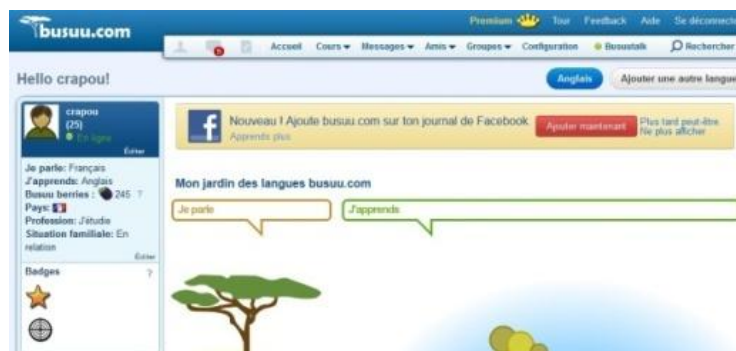 busuu.com
Premium Tour Feedback Aide Se déconnecte
Accueil Cours Messages Amis Groupes Configuration Busuutalk Rechercher
Hello crapou!
Anglais Ajouter une autre langue
crapou
(25)
En ligne
Éditer
Je parle: Français
J'apprends: Anglais
Busuu berries : 245 ?
Pays:
Profession: J'étudie
Situation familiale: En
relation
Éditer
Badges ?
Nouveau ! Ajoute busuu.com sur ton journal de Facebook
Apprends plus
Ajouter maintenant
Plus tard peut-être
Ne plus afficher
Mon jardin des langues busuu.com
Je parle
J'apprends